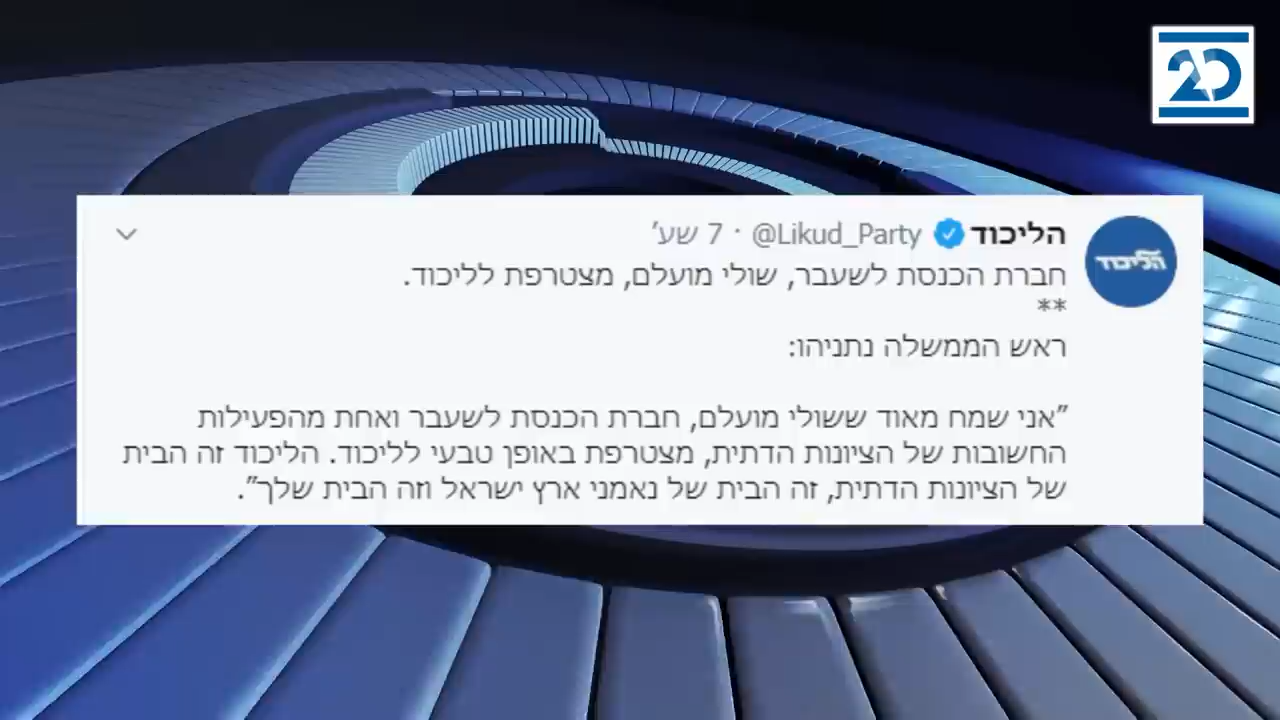 20
הליכוד @Likud_Party · 7 שע'
הליכוד
חברת הכנסת לשעבר, שולי מועלם, מצטרפת לליכוד.
**
ראש הממשלה נתניהו:
"אני שמח מאוד ששולי מועלם, חברת הכנסת לשעבר ואחת מהפעילות
החשובות של הציונות הדתית, מצטרפת באופן טבעי לליכוד. הליכוד זה הבית
של הציונות הדתית, זה הבית של נאמני ארץ ישראל וזה הבית שלך".